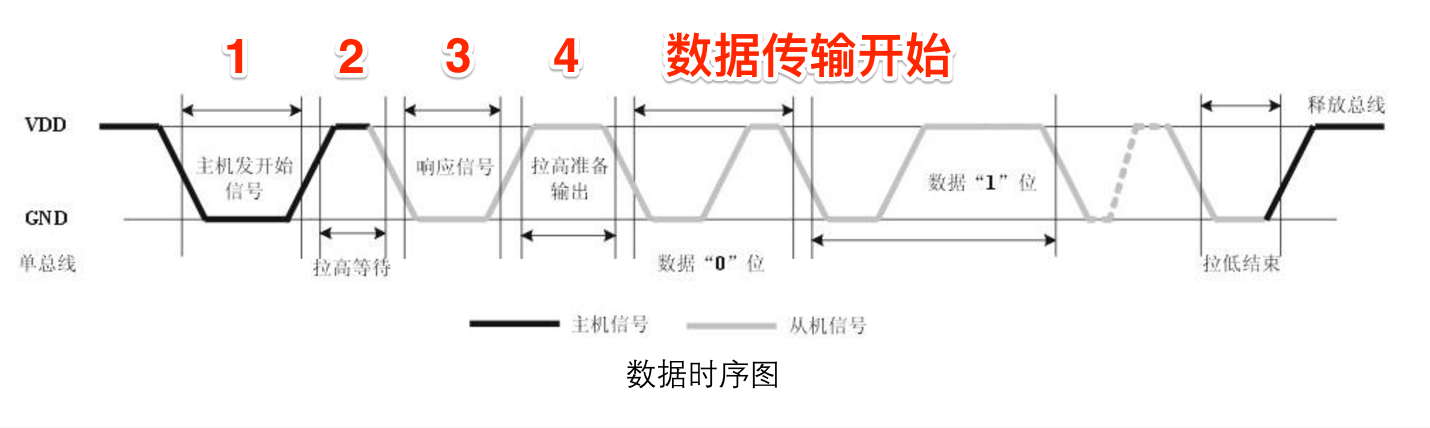 1 2 3 4 数据传输开始
释放总线
VDD
主机发开始
信号
响应信号
拉高准备
输出
数据“1”位
GND
单总线
拉高等待
数据“0”位
拉低结束
主机信号
从机信号
数据时序图